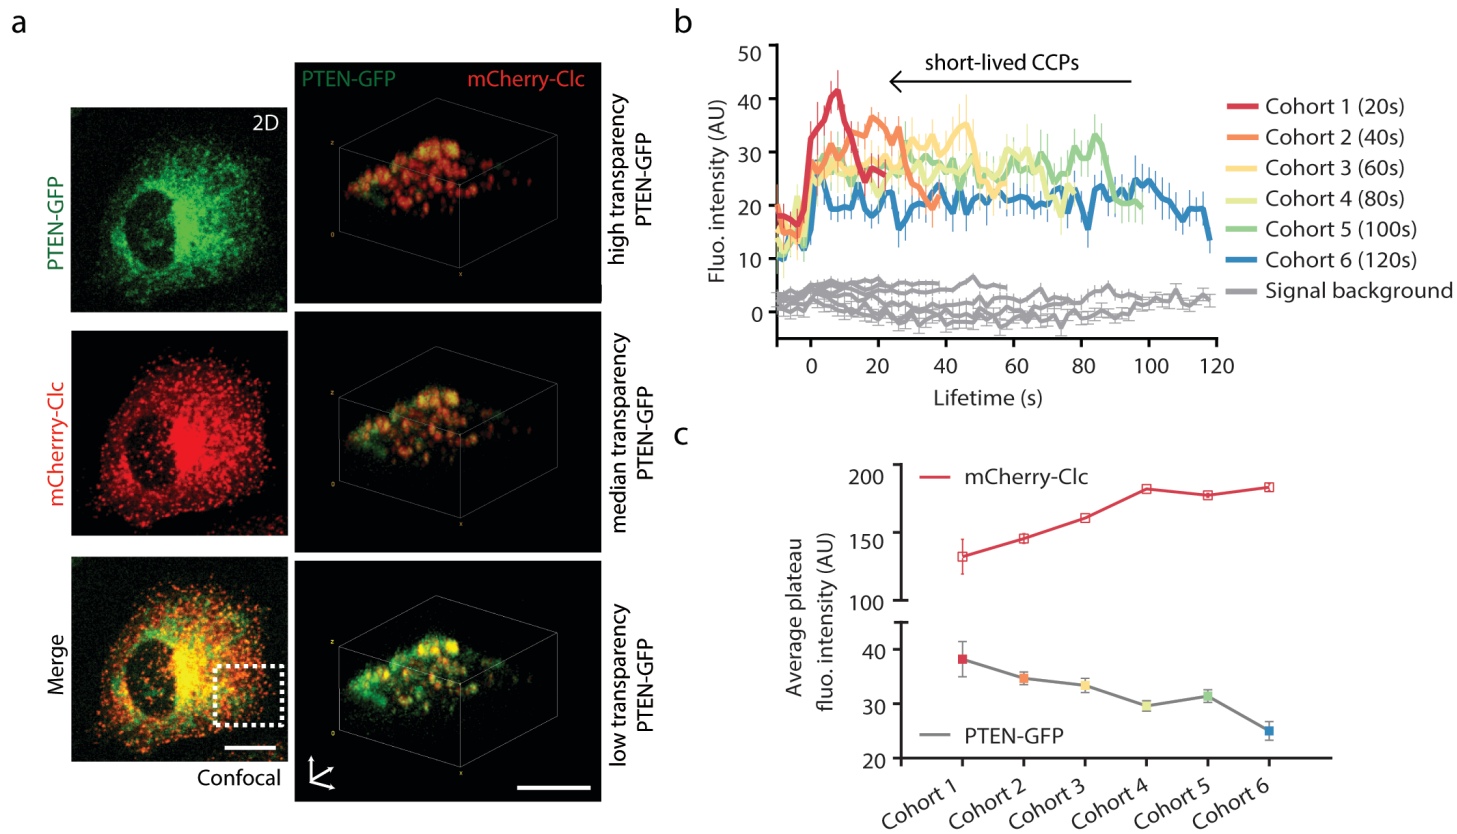 a
2D
PTEN-GFP
mCherrry-Clc
Merge
Confocal
PTEN-GFP mCherry-Clc
z
0
x
high transparency
PTEN-GFP
z
0
x
median transparency
PTEN-GFP
z
0
x
low transparency
PTEN-GFP
b
50
40
30
20
10
0
Fluo. intensity (AU)
short-lived CCPs
0 20 40 60 80 100 120
Lifetime (s)
Cohort 1 (20s)
Cohort 2 (40s)
Cohort 3 (60s)
Cohort 4 (80s)
Cohort 5 (100s)
Cohort 6 (120s)
Signal background
c
200
150
100
40
30
20
Average plateau
fluo. intensity (AU)
mCherry-Clc
PTEN-GFP
Cohort 1
Cohort 2
Cohort 3
Cohort 4
Cohort 5
Cohort 6